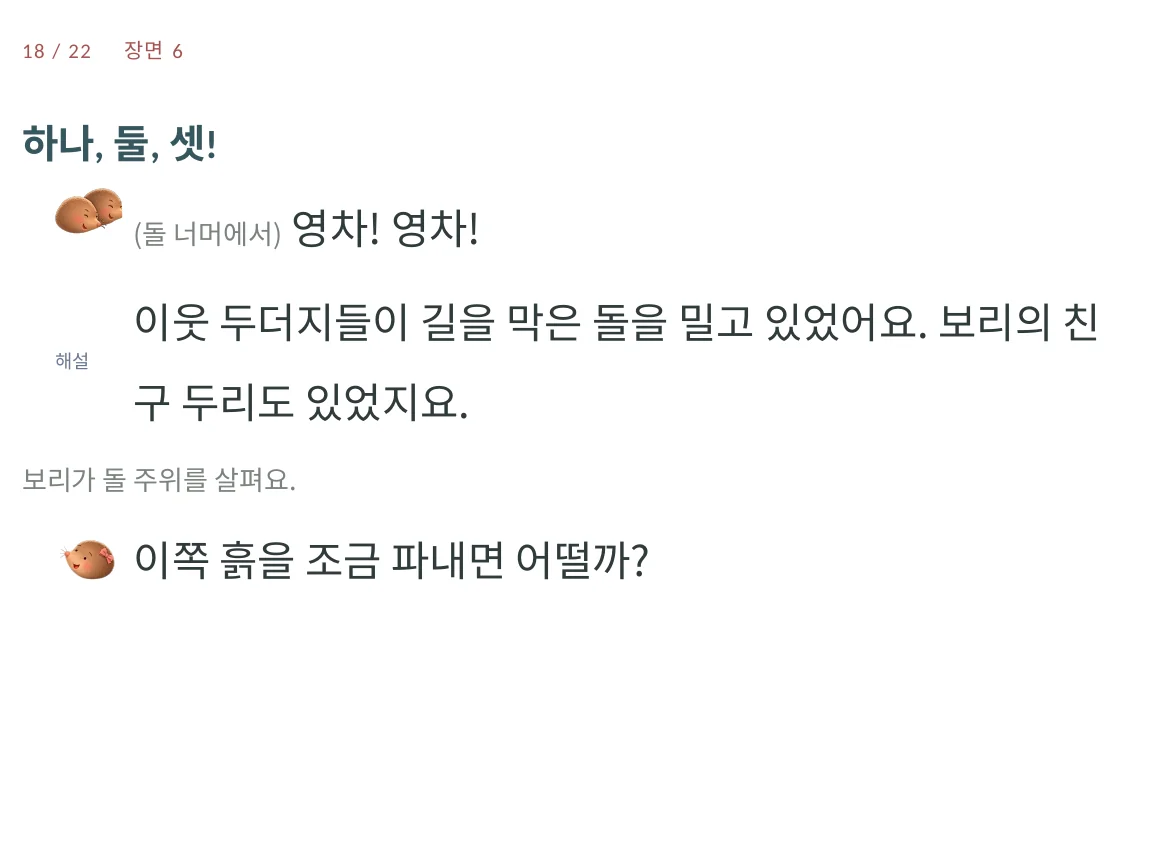 18 / 22 장면 6
하나, 둘, 셋!
(돌 너머에서) 영차! 영차!
이웃 두더지들이 길을 막은 돌을 밀고 있었어요. 보리의 친
해설
구 두리도 있었지요.
보리가 돌 주위를 살펴요.
이쪽 흙을 조금 파내면 어떨까?